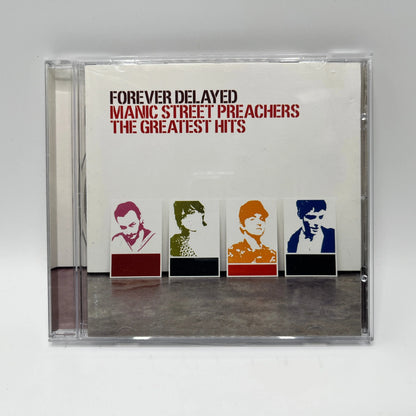 FOREVER DELAYED
MANIC STREET PREACHERS
THE GREATEST HITS